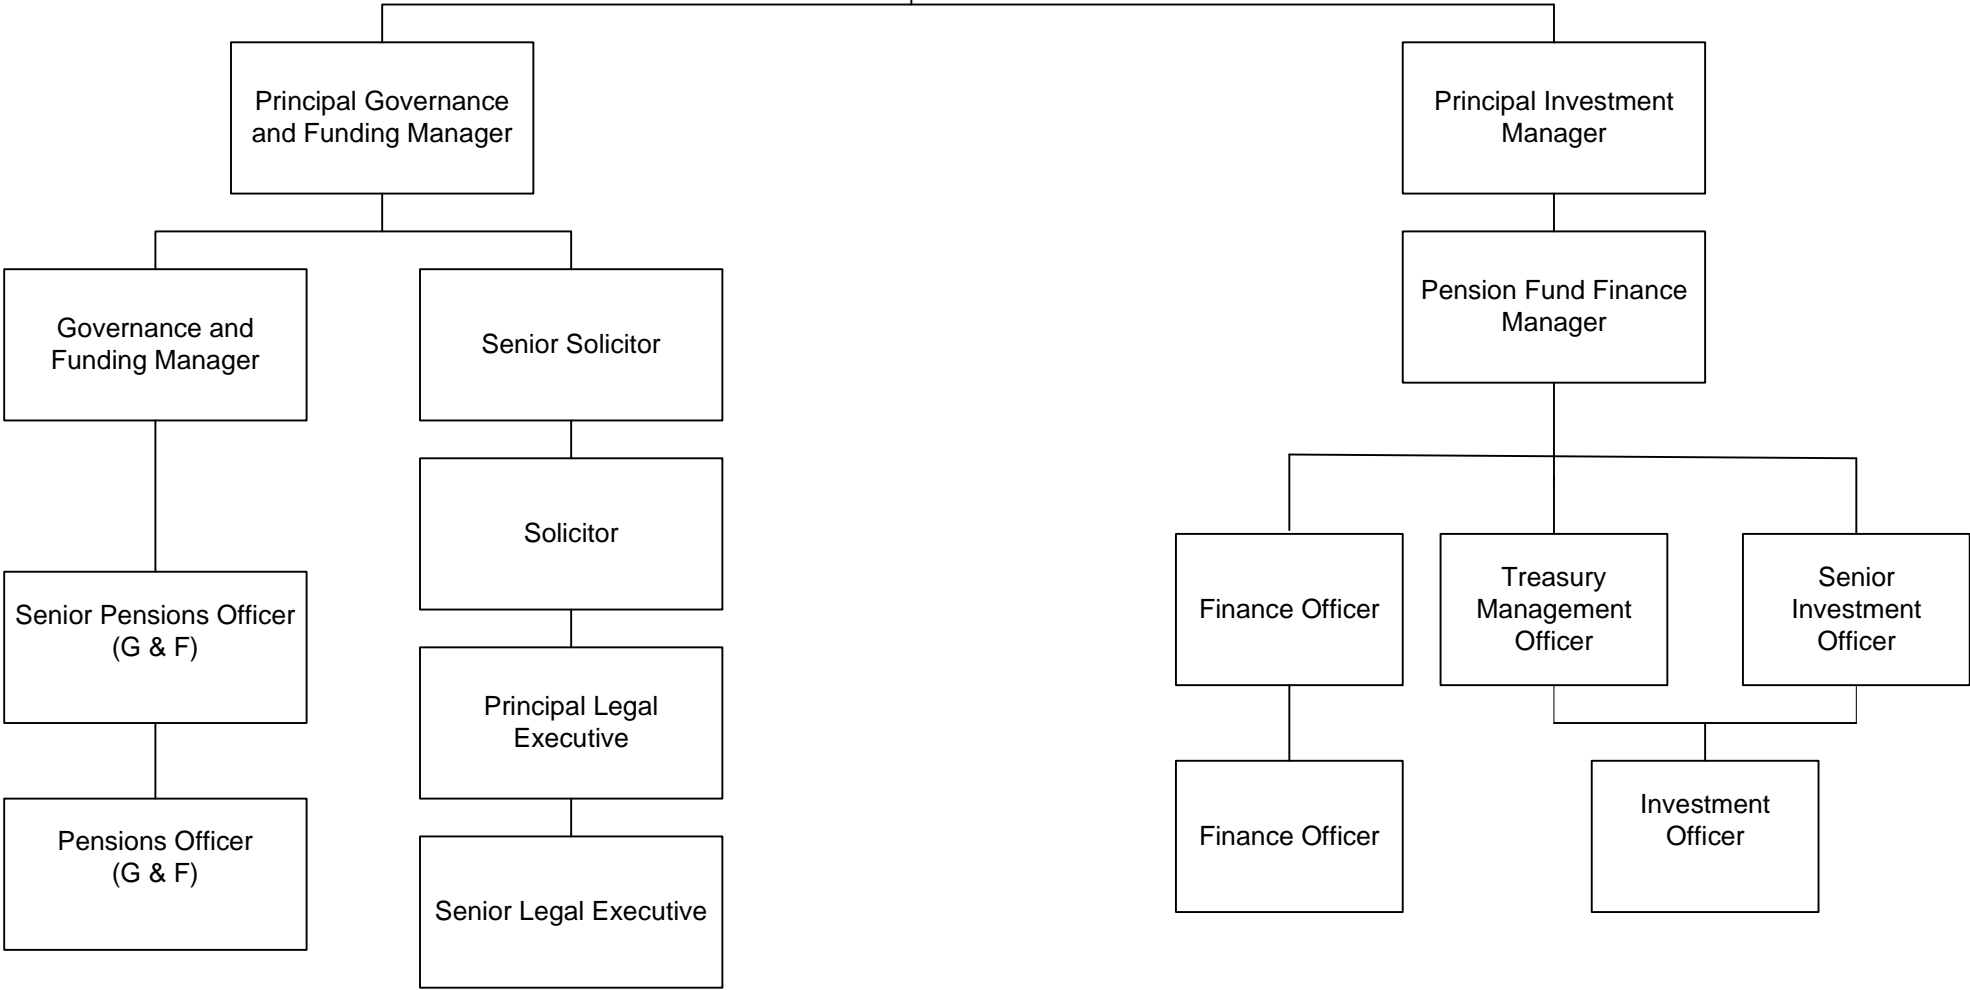 Principal Governance
and Funding Manager
Principal Investment
Manager
Governance and
Funding Manager
Senior Solicitor
Pension Fund Finance
Manager
Solicitor
Senior Pensions Officer
(G & F)
Finance Officer
Treasury
Management
Officer
Senior
Investment
Officer
Principal Legal
Executive
Pensions Officer
(G & F)
Senior Legal Executive
Finance Officer
Investment
Officer